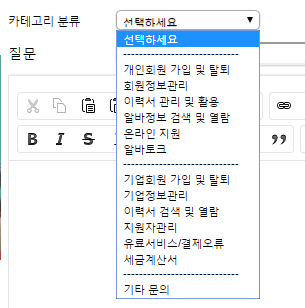 카테고리 분류
선택하세요
선택하세요
------------------------------
개인회원 가입 및 탈퇴
회원정보관리
이력서 관리 및 활용
알바정보 검색 및 열람
온라인 지원
알바토크
------------------------------
기업회원 가입 및 탈퇴
기업정보관리
이력서 검색 및 열람
지원자관리
유료서비스/결제오류
세금계산서
------------------------------
기타 문의
질문
B I S